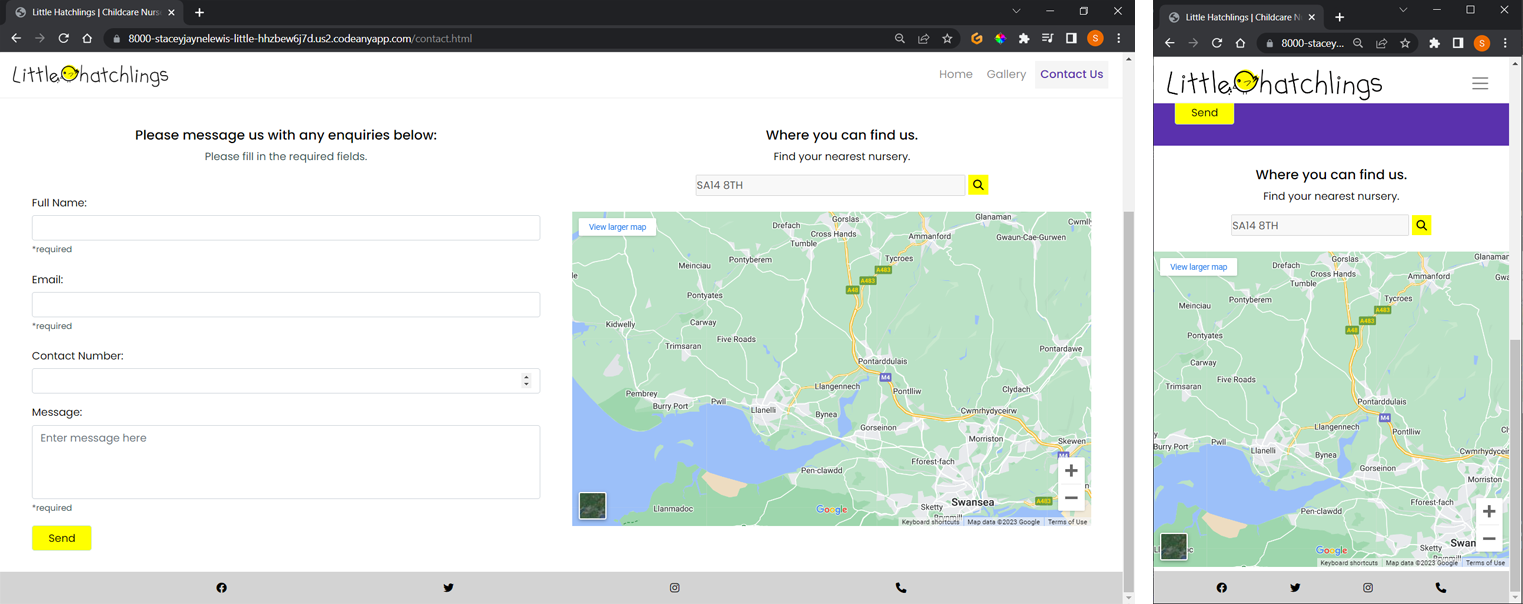 Little Hatchlings | Childcare Nurs
8000-staceyjaynelewis-little-hhzbew6j7d.us2.codeanyapp.com/contact.html
S
Little hatchlings
Home
Gallery
Contact Us
Please message us with any enquiries below:
Please fill in the required fields.
Full Name:
*required
Email:
*required
Contact Number:
Message:
Enter message here
*required
Send
Where you can find us.
Find your nearest nursery.
SA14 8TH
View larger map
Gorslas
Glanaman
Drefach
Cross Hands
Cwmll
Tumble
Ammanford
Gwaun-Cae-Gurwen
Pontyberem
Tycroes
Meinciau
A483
A483
A48
Pontyates
Kidwelly
Carway
Five Roads
Trimsaran
Pontardawe
Pontarddulais
M4
Llangennech
Pontlliw
Clydach
Pembrey
Burry Port
Pwll
Llanelli
Bynea
Cwmrhydyceirw
Gorseinon
Morriston
Skewen
M4
Fforest-fach
Pen-clawdd
Swansea
A483
Llanmadoc
Google
Sketty
Keyboard shortcuts
Map data ©2023 Google
Terms of Use
Little Hatchlings | Childcare N
8000-stacey...
S
Little hatchlings
Send
Where you can find us.
Find your nearest nursery.
SA14 8TH
View larger map
Gorslas
Glanamar
Drefach
Cross Hands
Tumble
Ammanford
Pontyberem
Tycroes
Meinciau
A483
A483
A48
Pontyates
Carway
Five Roads
Trimsaran
Pontarddulais
M4
Llangennech
Pontlliw
Burry Port
Pwll
Llanelli
Bynea
Cwmrhydyceirw
Gorseinon
Morriston
Fforest-fach
Pen-clawdd
Swan
Google
Sketty
Keyboard shortcuts
Map data ©2023 Google
Terms of Use